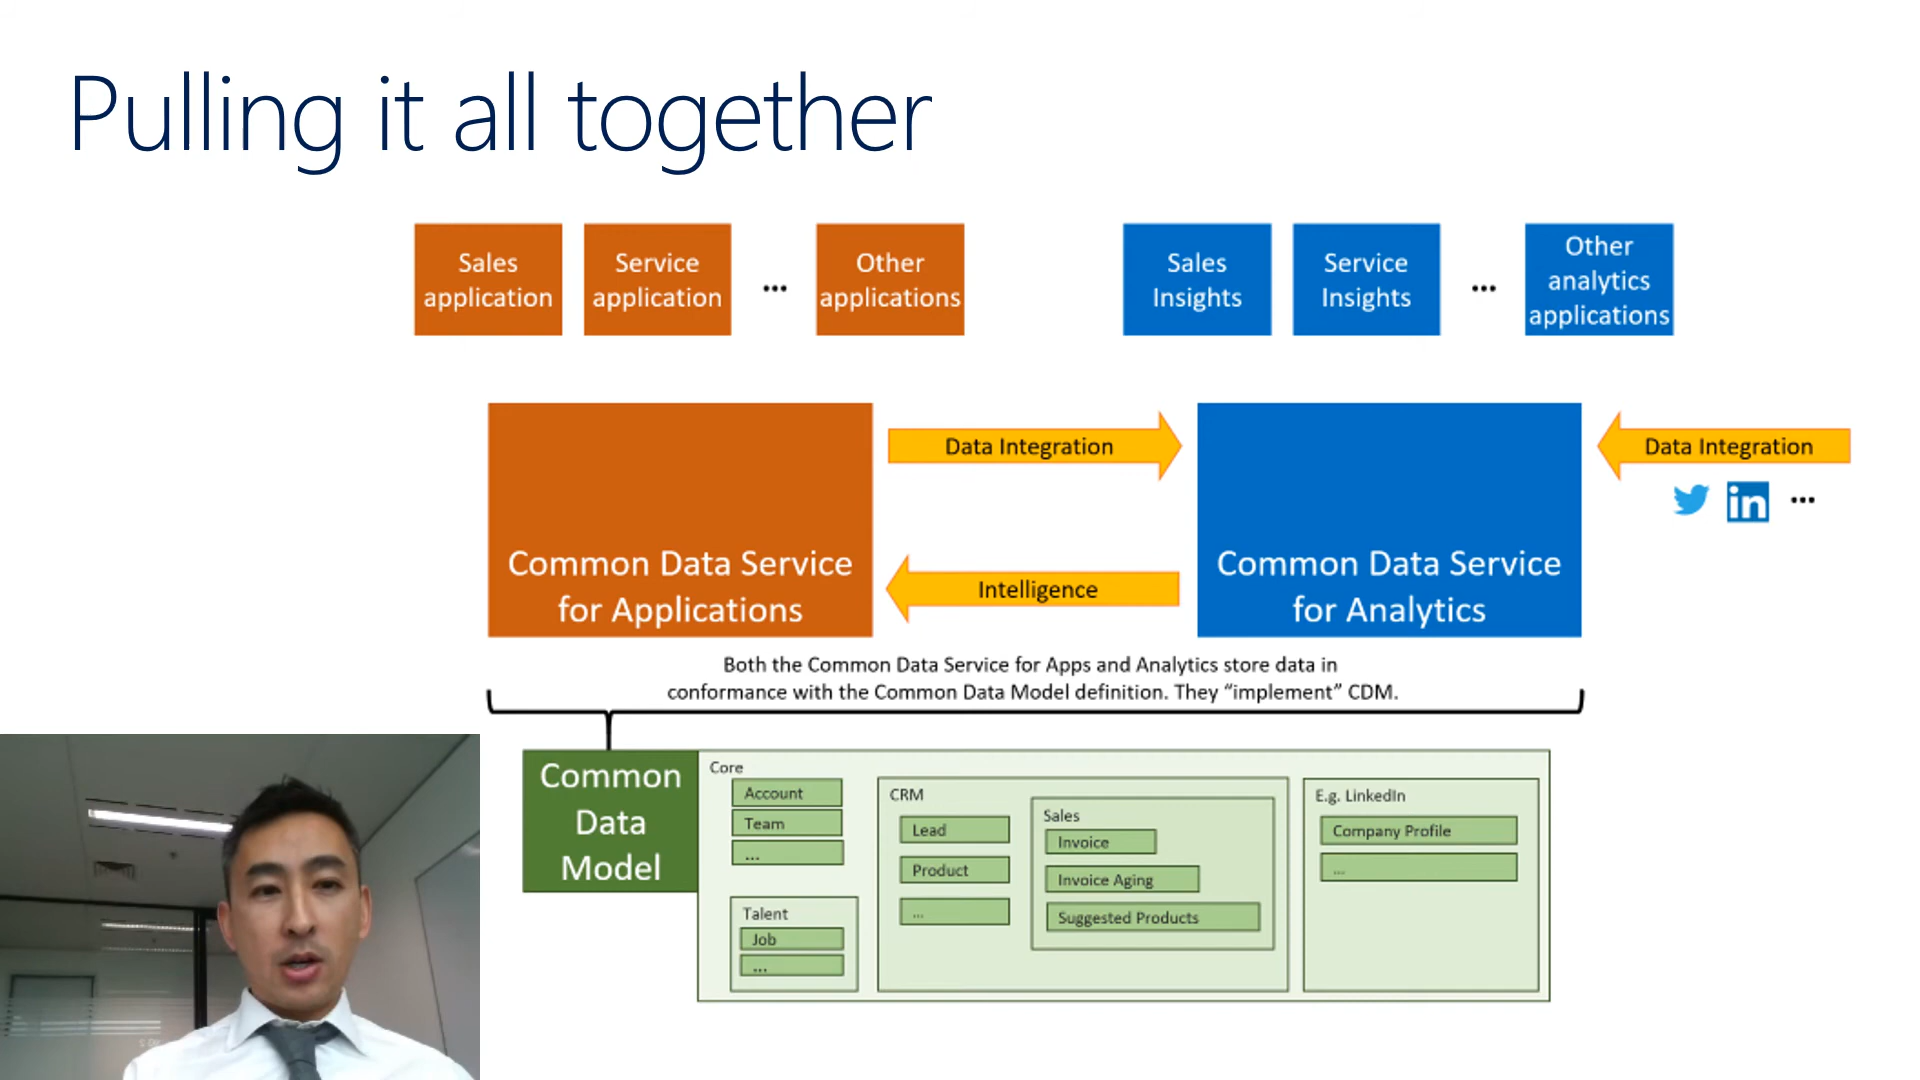 Pulling it all together
Sales
application
Service
application
...
Other
applications
Sales
Insights
Service
Insights
...
Other
analytics
applications
Common Data Service
for Applications
Data Integration
Intelligence
Common Data Service
for Analytics
Data Integration
in
...
Both the Common Data Service for Apps and Analytics store data in
conformance with the Common Data Model definition. They “implement” CDM.
Common
Data
Model
Core
Account
Team
...
Talent
Job
...
CRM
Lead
Product
...
Sales
Invoice
Invoice Aging
Suggested Products
E.g. LinkedIn
Company Profile
...